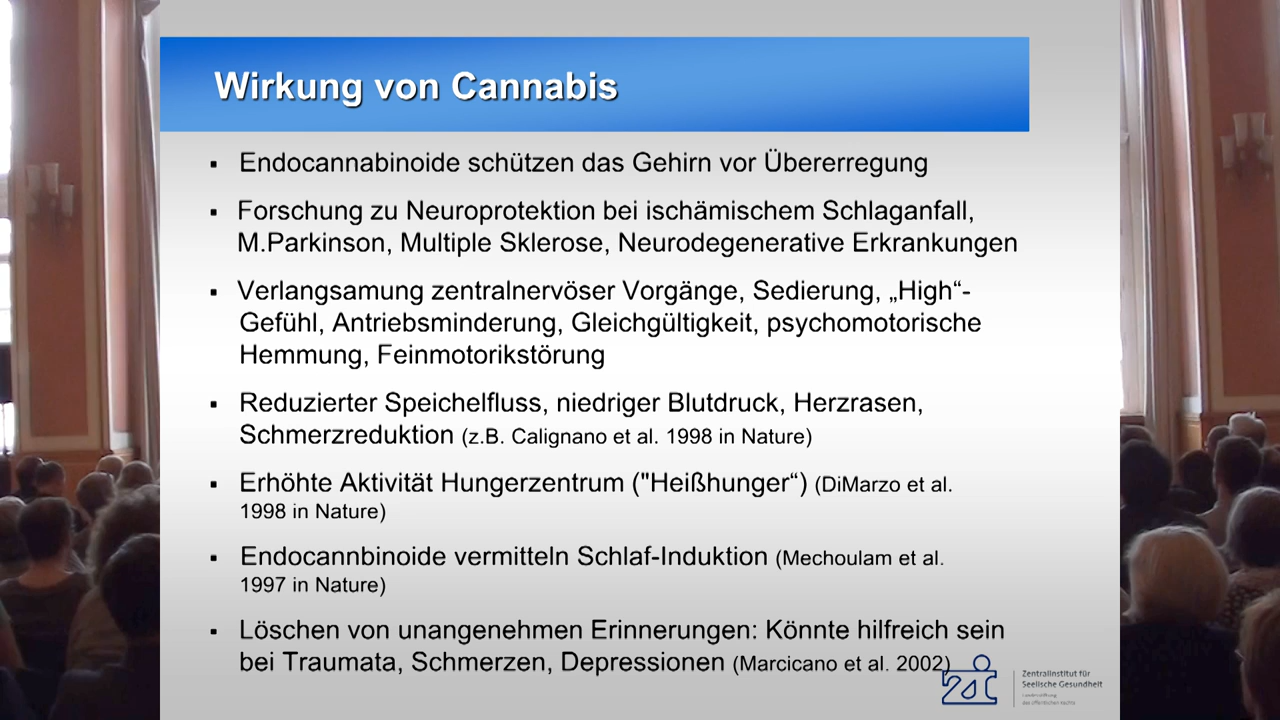 Wirkung von Cannabis
▪ Endocannabinoide schützen das Gehirn vor Übererregung
▪ Forschung zu Neuroprotektion bei ischämischem Schlaganfall,
M.Parkinson, Multiple Sklerose, Neurodegenerative Erkrankungen
▪ Verlangsamung zentralnervöser Vorgänge, Sedierung, „High“-
Gefühl, Antriebsminderung, Gleichgültigkeit, psychomotorische
Hemmung, Feinmotorikstörung
▪ Reduzierter Speichelfluss, niedriger Blutdruck, Herzrasen,
Schmerzreduktion (z.B. Calignano et al. 1998 in Nature)
▪ Erhöhte Aktivität Hungerzentrum ("Heißhunger“) (DiMarzo et al.
1998 in Nature)
▪ Endocannbinoide vermitteln Schlaf-Induktion (Mechoulam et al.
1997 in Nature)
▪ Löschen von unangenehmen Erinnerungen: Könnte hilfreich sein
bei Traumata, Schmerzen, Depressionen (Marcicano et al. 2002)
zi
Zentralinstitut für
Seelische Gesundheit